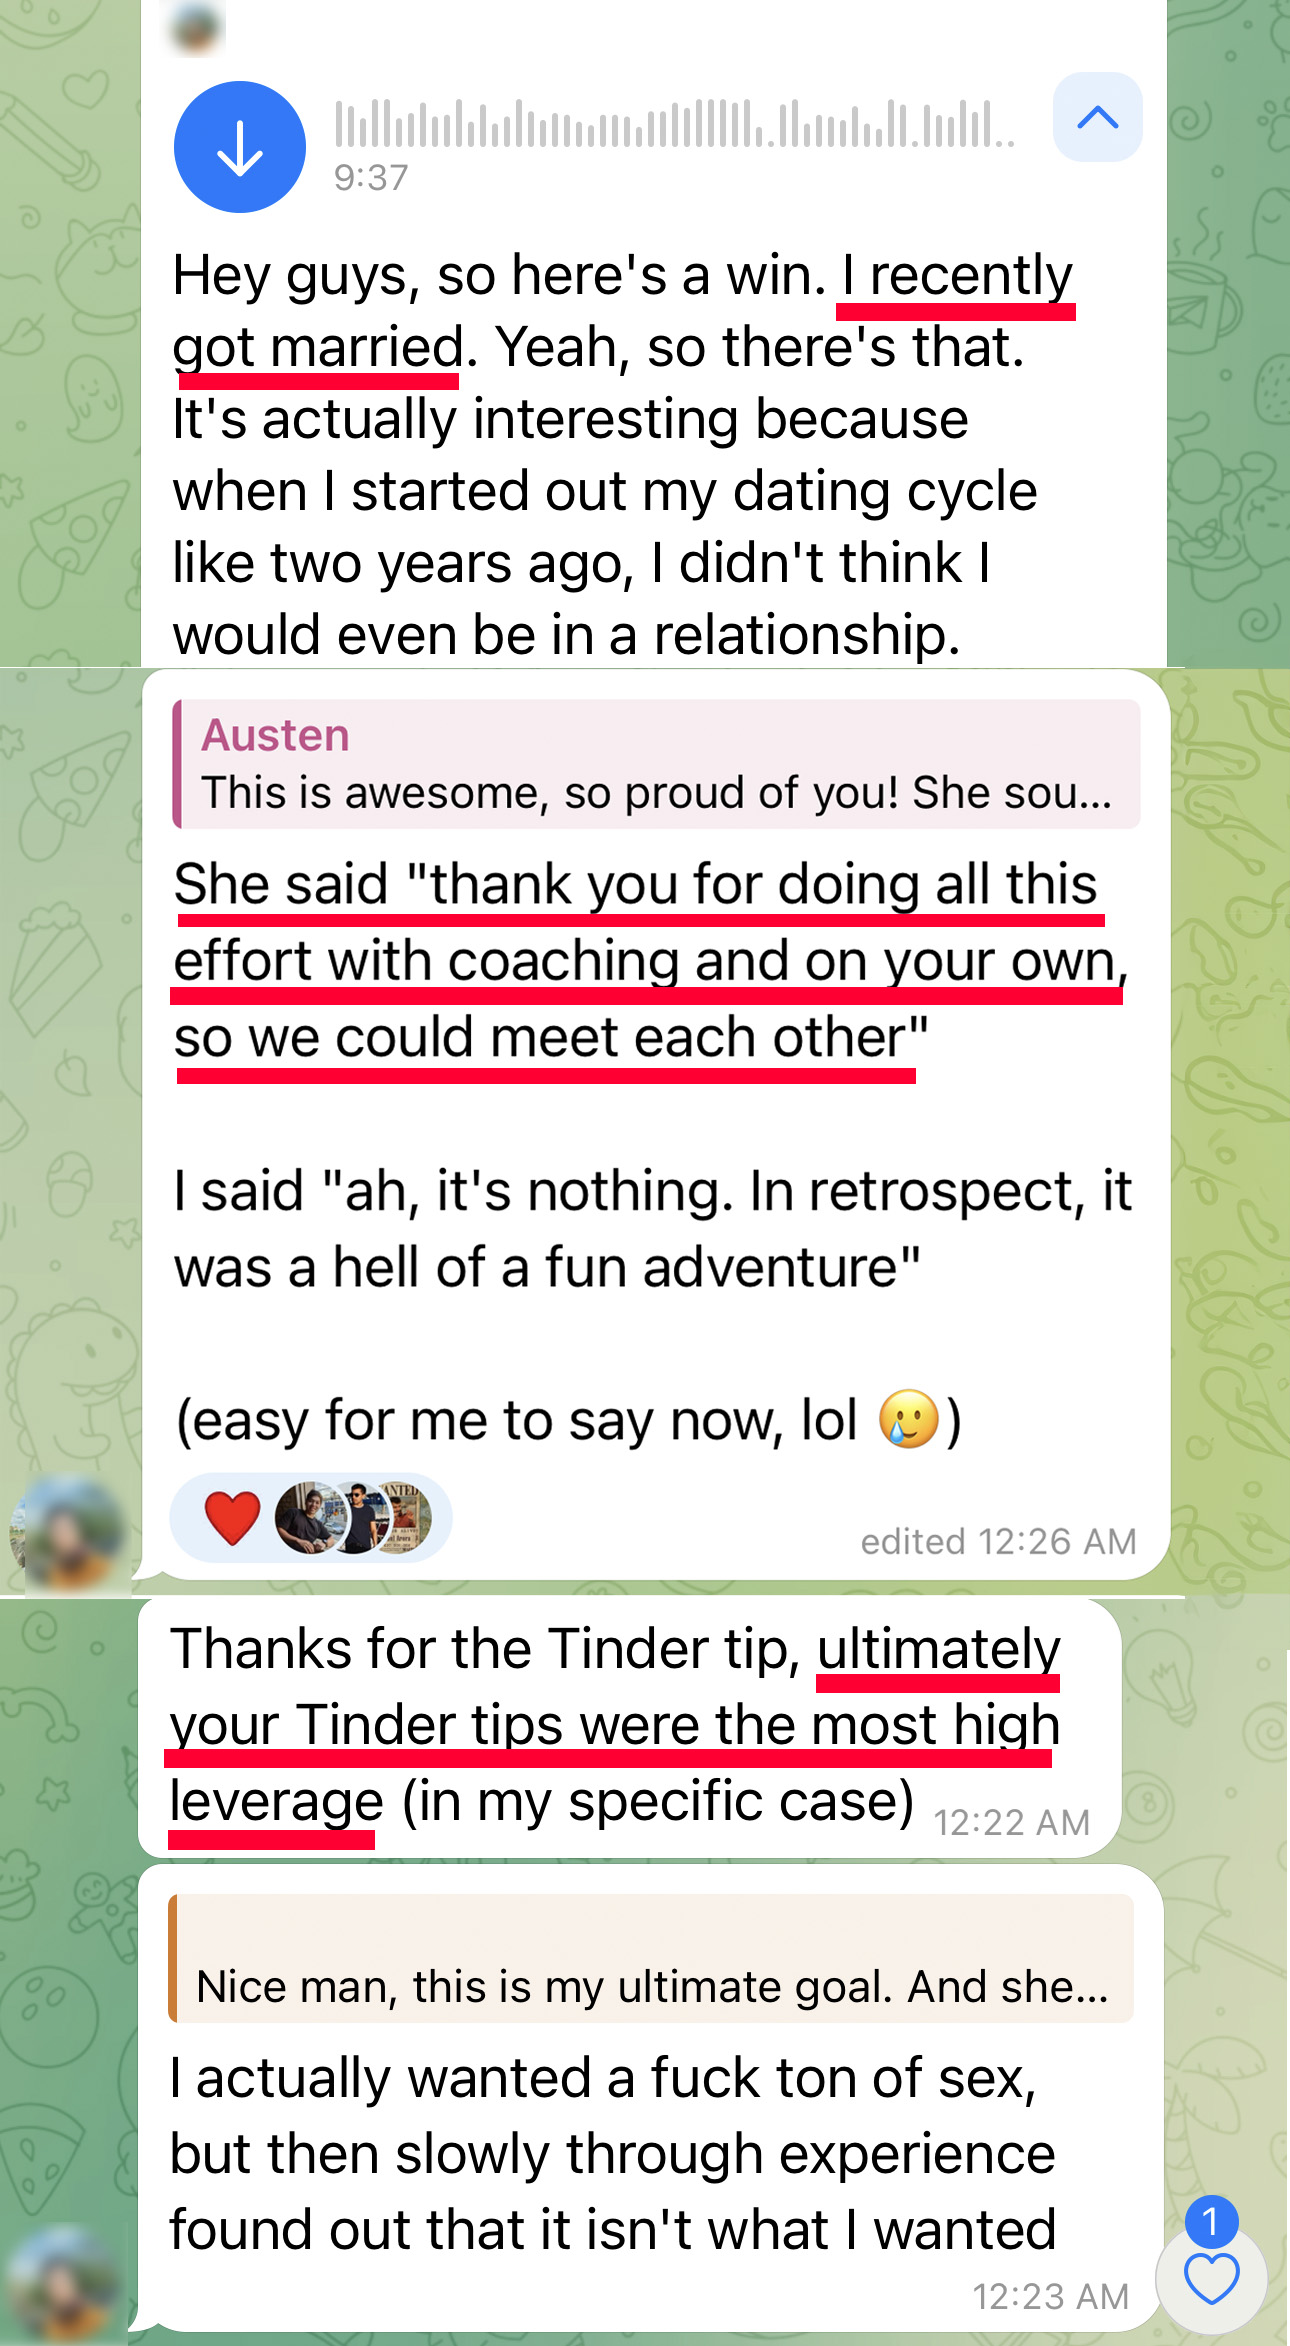 9:37
Hey guys, so here's a win. I recently
got married. Yeah, so there's that.
It's actually interesting because
when I started out my dating cycle
like two years ago, I didn't think I
would even be in a relationship.
Austen
This is awesome, so proud of you! She sou...
She said "thank you for doing all this
effort with coaching and on your own,
so we could meet each other"
I said "ah, it's nothing. In retrospect, it
was a hell of a fun adventure"
(easy for me to say now, lol 🥲)
WANTED
edited 12:26 AM
Thanks for the Tinder tip, ultimately
your Tinder tips were the most high
leverage (in my specific case) 12:22 AM
Nice man, this is my ultimate goal. And she...
I actually wanted a fuck ton of sex,
but then slowly through experience
found out that it isn't what I wanted
1
12:23 AM